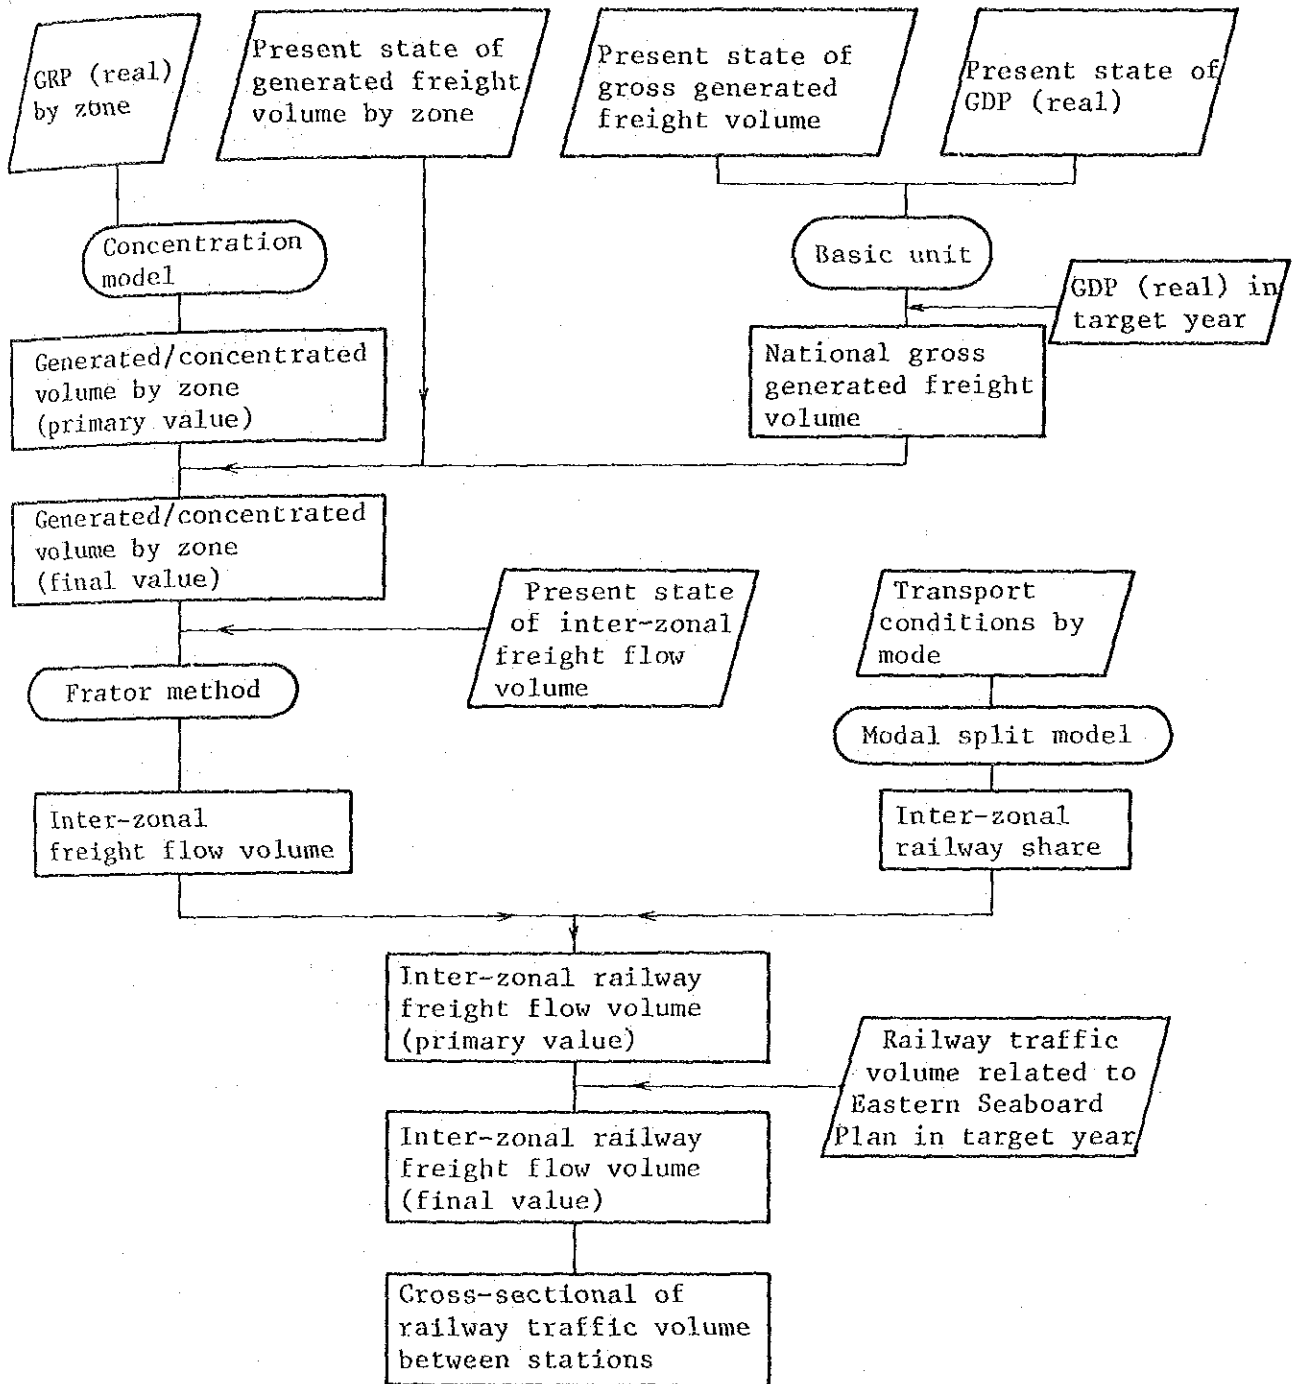 GRP (real)
by zone
Present state of
generated freight
volume by zone
Present state of
gross generated
freight volume
Present state of
GDP (real)
Concentration
model
Basic unit
GDP (real) in
target year
Generated/concentrated
volume by zone
(primary value)
National gross
generated freight
volume
Generated/concentrated
volume by zone
(final value)
Present state
of inter-zonal
freight flow
volume
Transport
conditions by
mode
Frator method
Modal split model
Inter-zonal
freight flow volume
Inter-zonal
railway share
Inter-zonal railway
freight flow volume
(primary value)
Railway traffic
volume related to
Eastern Seaboard
Plan in target year
Inter-zonal railway
freight flow volume
(final value)
Cross-sectional of
railway traffic volume
between stations